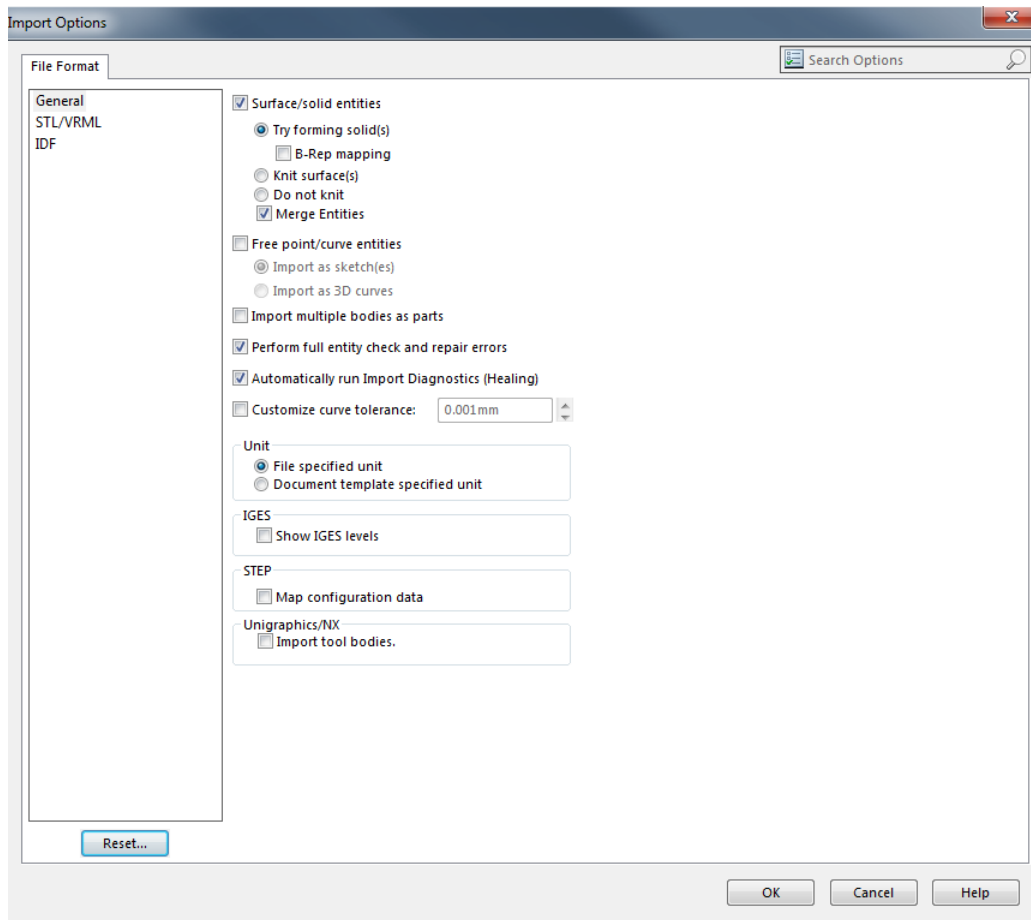 Import Options
x
File Format
Search Options
General
STL/VRML
IDF
Surface/solid entities
Try forming solid(s)
B-Rep mapping
Knit surface(s)
Do not knit
Merge Entities
Free point/curve entities
Import as sketch(es)
Import as 3D curves
Import multiple bodies as parts
Perform full entity check and repair errors
Automatically run Import Diagnostics (Healing)
Customize curve tolerance: 0.001mm
Unit
File specified unit
Document template specified unit
IGES
Show IGES levels
STEP
Map configuration data
Unigraphics/NX
Import tool bodies.
Reset...
OK Cancel Help